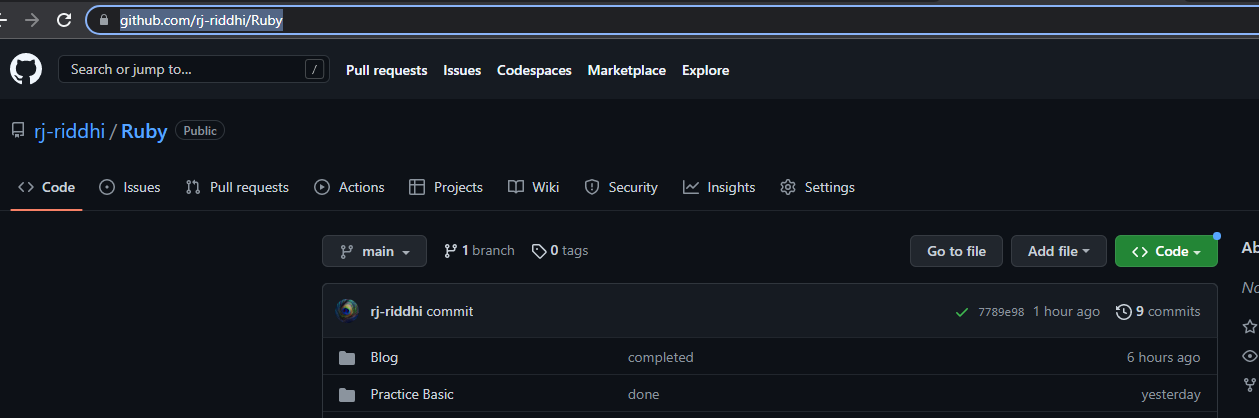 github.com/rj-riddhi/Ruby
Search or jump to... / Pull requests Issues Codespaces Marketplace Explore
rj-riddhi / Ruby Public
Code Issues Pull requests Actions Projects Wiki Security Insights Settings
main 1 branch 0 tags Go to file Add file Code Ab
rj-riddhi commit 7789e98 1 hour ago 9 commits No
Blog completed 6 hours ago
Practice Basic done yesterday